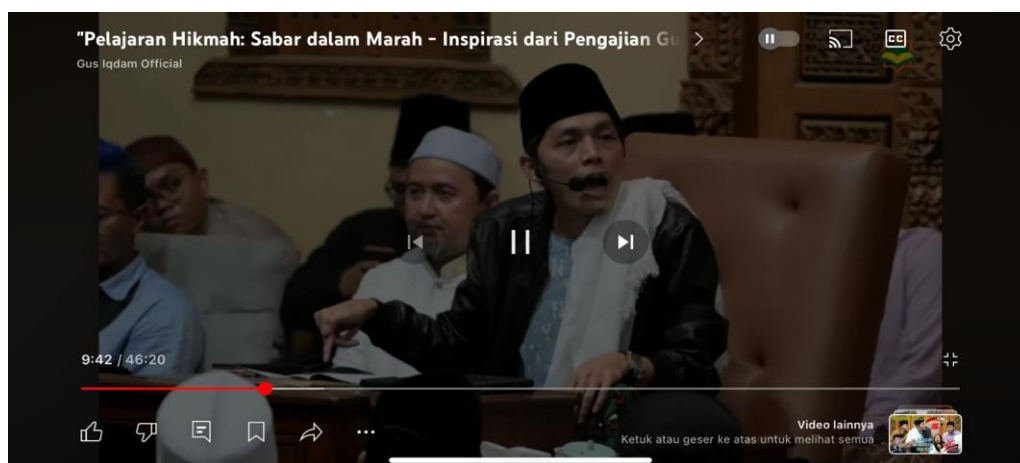 "Pelajaran Hikmah: Sabar dalam Marah – Inspirasi dari Pengajian Gu
Gus Iqdam Official
CC
9:42 / 46:20
Video lainnya
Ketuk atau geser ke atas untuk melihat semua